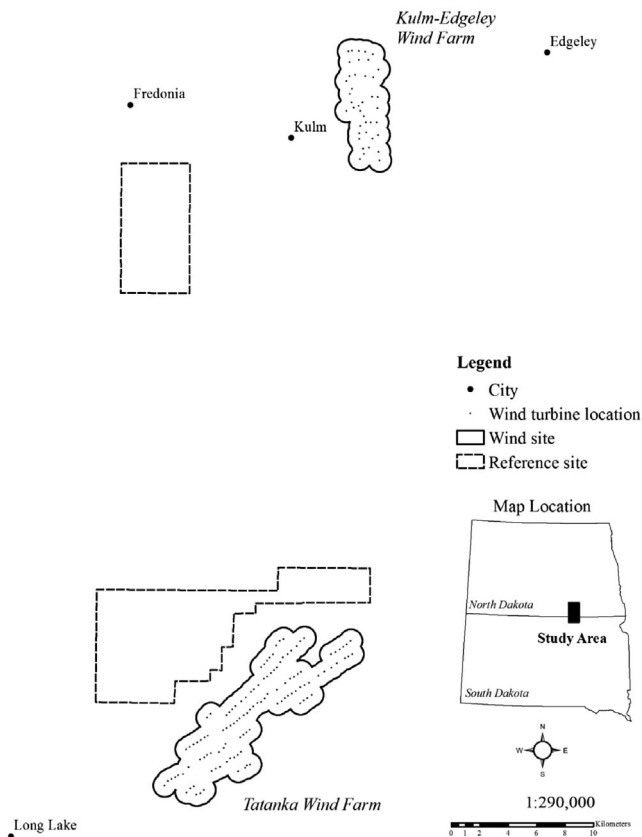 Kulm-Edgeley
Wind Farm
Edgeley
Fredonia
Kulm
Legend
City
Wind turbine location
Wind site
Reference site
Map Location
North Dakota
Study Area
South Dakota
N
W E
S
Tatanka Wind Farm
1:290,000
Long Lake
Kilometers
0 1 2 4 6 8 10